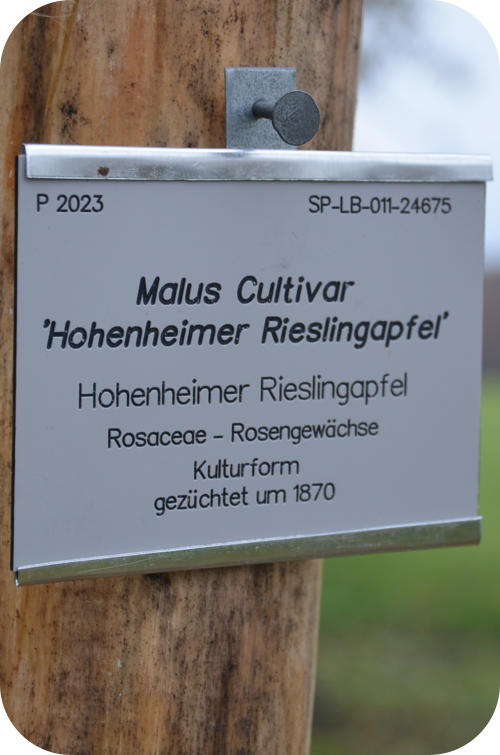 P 2023 SP-LB-011-24675
Malus Cultivar
'Hohenheimer Rieslingapfel'
Hohenheimer Rieslingapfel
Rosaceae - Rosengewächse
Kulturform
gezüchtet um 1870